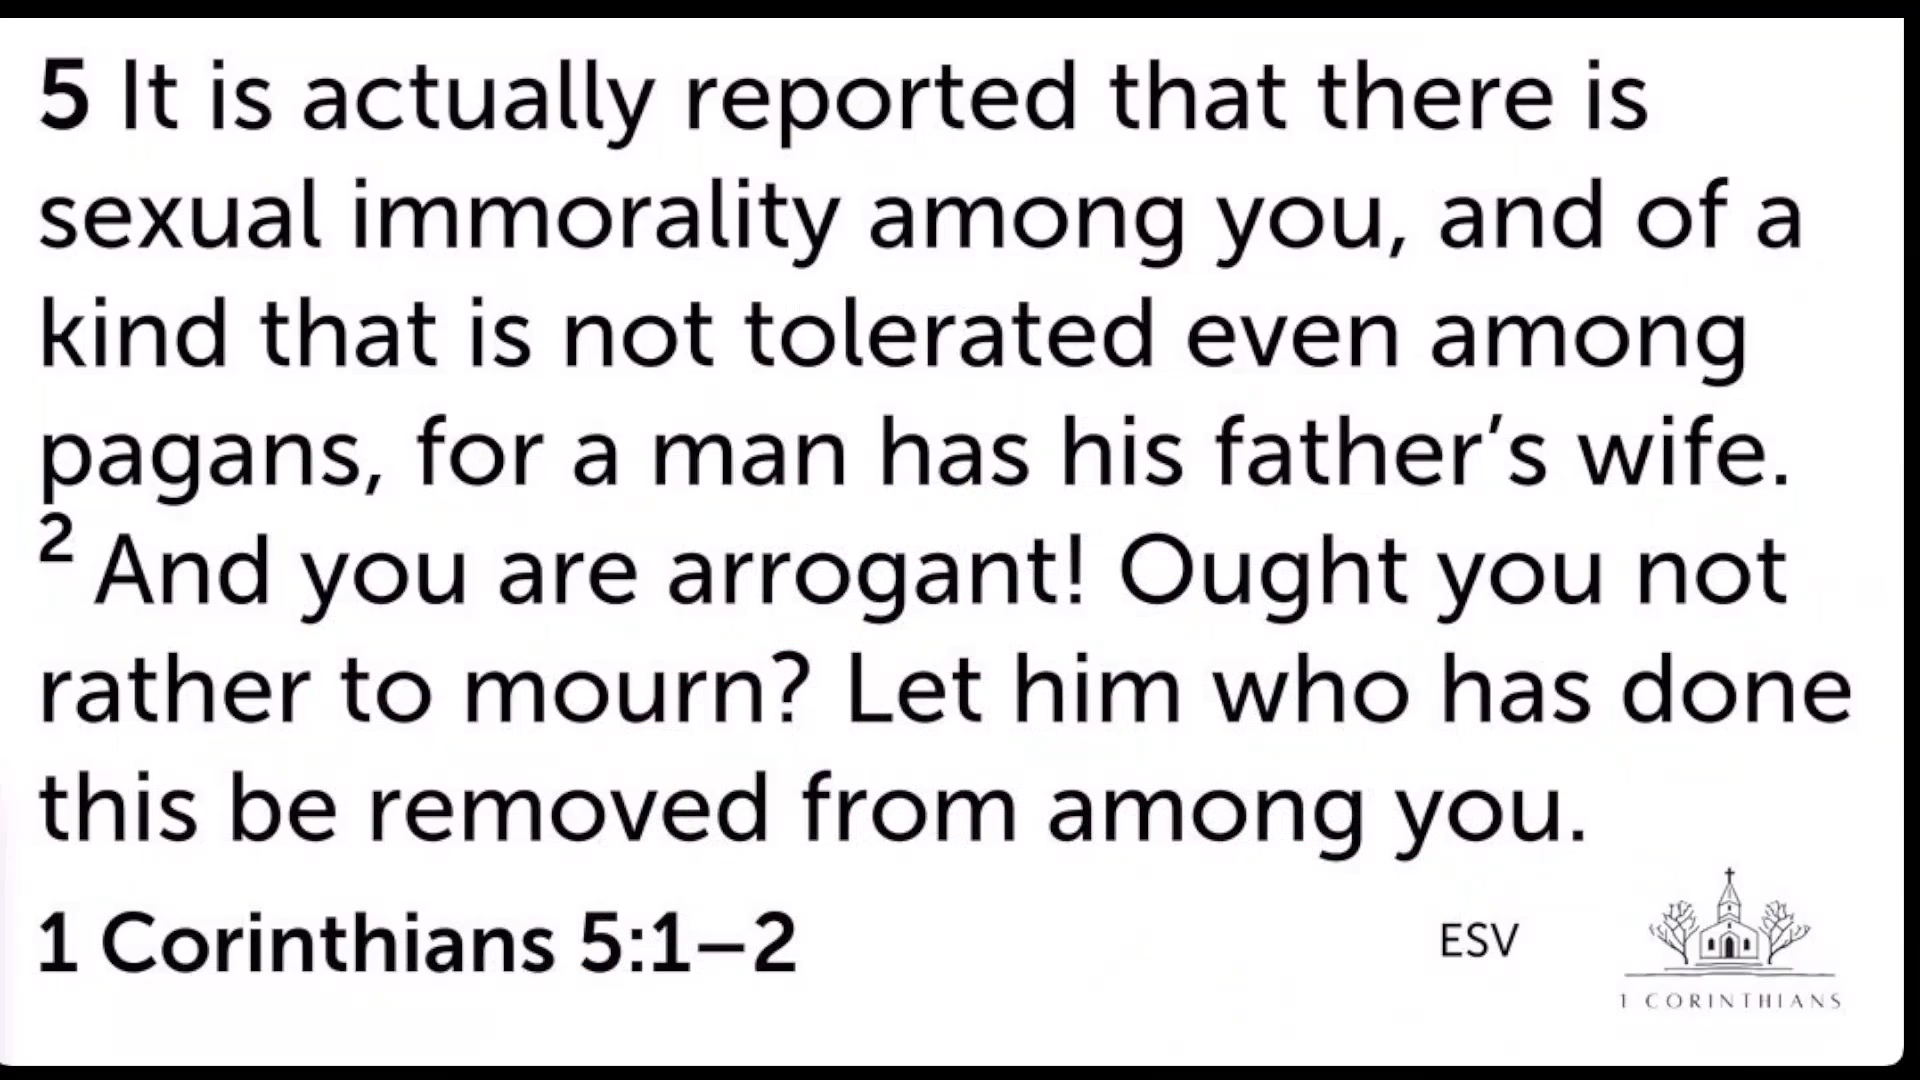 5 It is actually reported that there is
sexual immorality among you, and of a
kind that is not tolerated even among
pagans, for a man has his father’s wife.
2 And you are arrogant! Ought you not
rather to mourn? Let him who has done
this be removed from among you.
1 Corinthians 5:1–2
ESV
1 CORINTHIANS